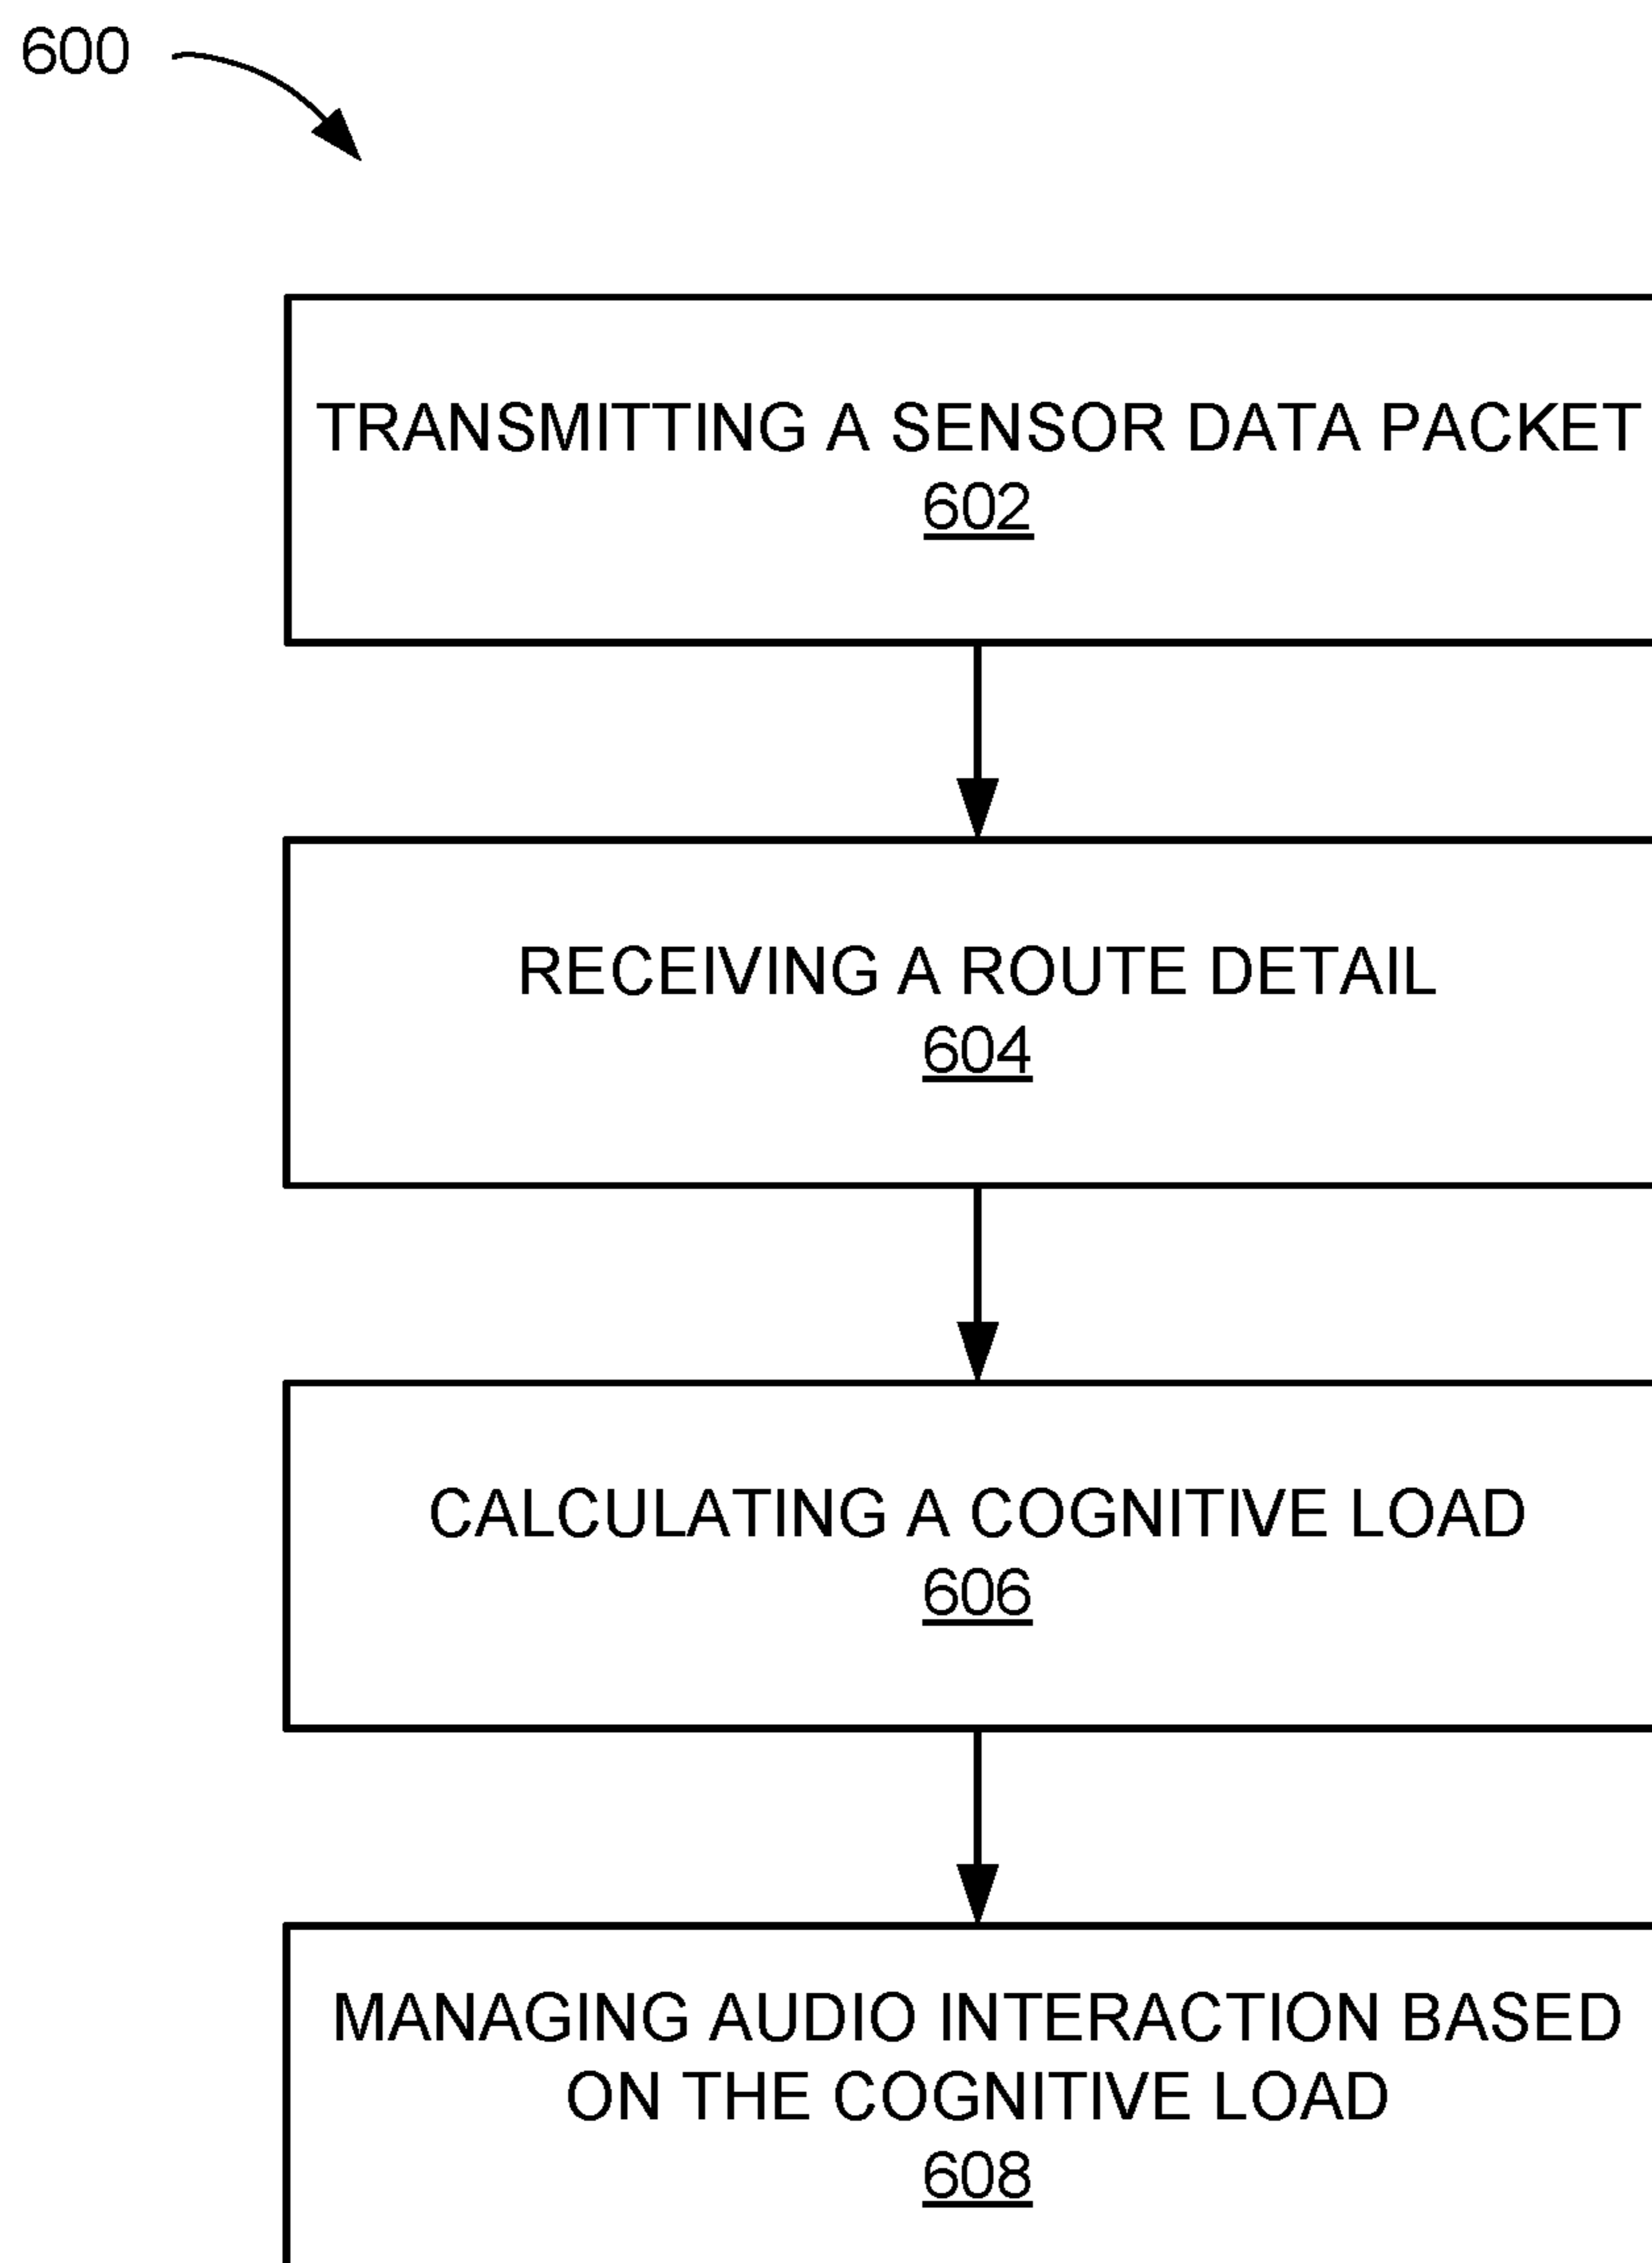 600
TRANSMITTING A SENSOR DATA PACKET
602
RECEIVING A ROUTE DETAIL
604
CALCULATING A COGNITIVE LOAD
606
MANAGING AUDIO INTERACTION BASED
ON THE COGNITIVE LOAD
608